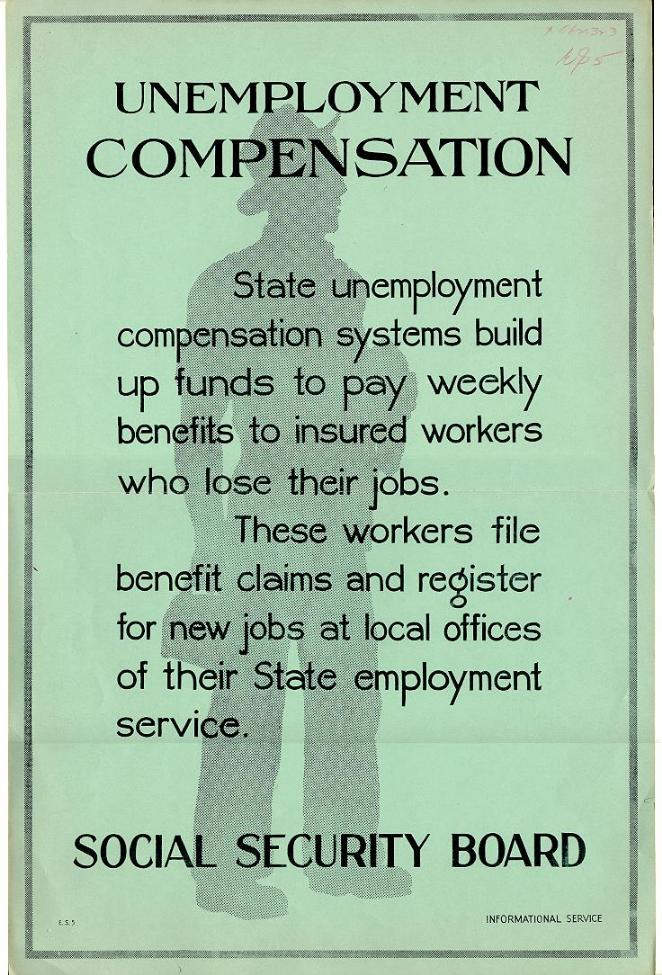 UNEMPLOYMENT
COMPENSATION
State unemployment
compensation systems build
up funds to pay weekly
benefits to insured workers
who lose their jobs.
These workers file
benefit claims and register
for new jobs at local offices
of their State employment
service.
SOCIAL SECURITY BOARD
E.S.5
INFORMATIONAL SERVICE